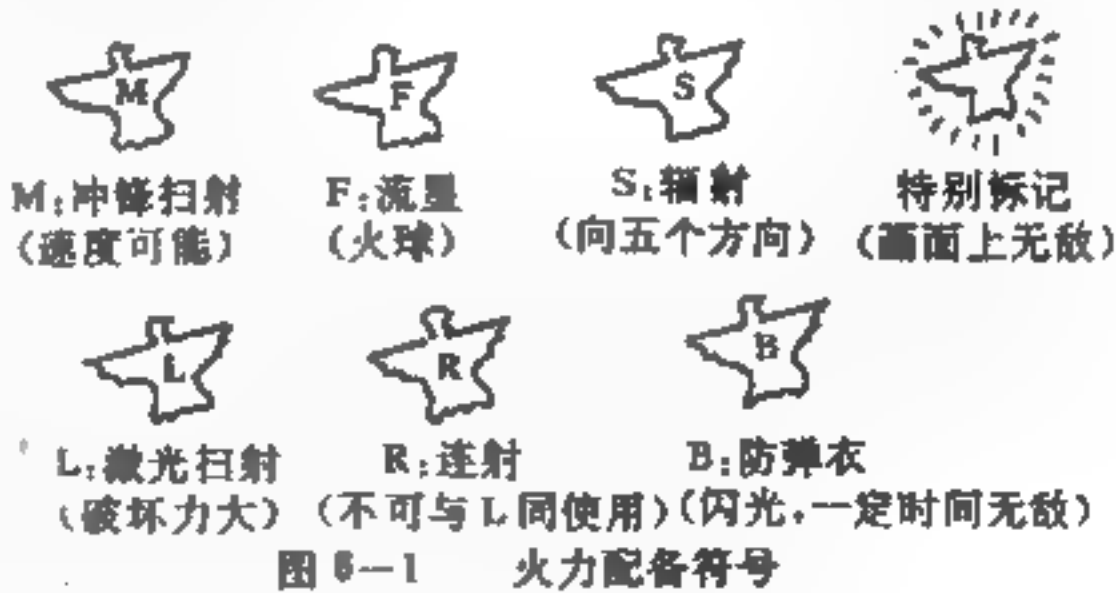 M
F
S
M:冲锋扫射
F:流星
S:辐射
特别标记
(速度可能)
(火球)
(向五个方向)
(画面上无敌)
L
R
B
L:激光扫射
R:连射
B:防弹衣
(破坏力大)
(不可与L同使用)
(闪光,一定时间无敌)
图 6—1 火力配备符号